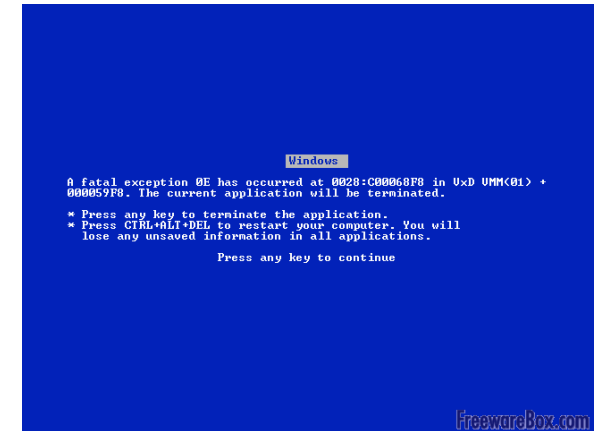 Windows
A fatal exception 0E has occurred at 0028:C00068F8 in VxD VMM(01) +
000059F8. The current application will be terminated.
* Press any key to terminate the application.
* Press CTRL+ALT+DEL to restart your computer. You will
lose any unsaved information in all applications.
Press any key to continue
FreewareBox.com